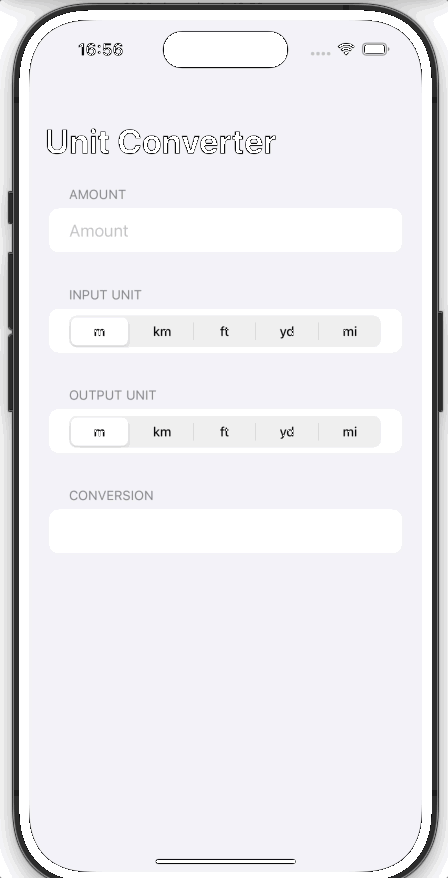 16:56
Unit Converter
AMOUNT
Amount
INPUT UNIT
m km ft yd mi
OUTPUT UNIT
m km ft yd mi
CONVERSION